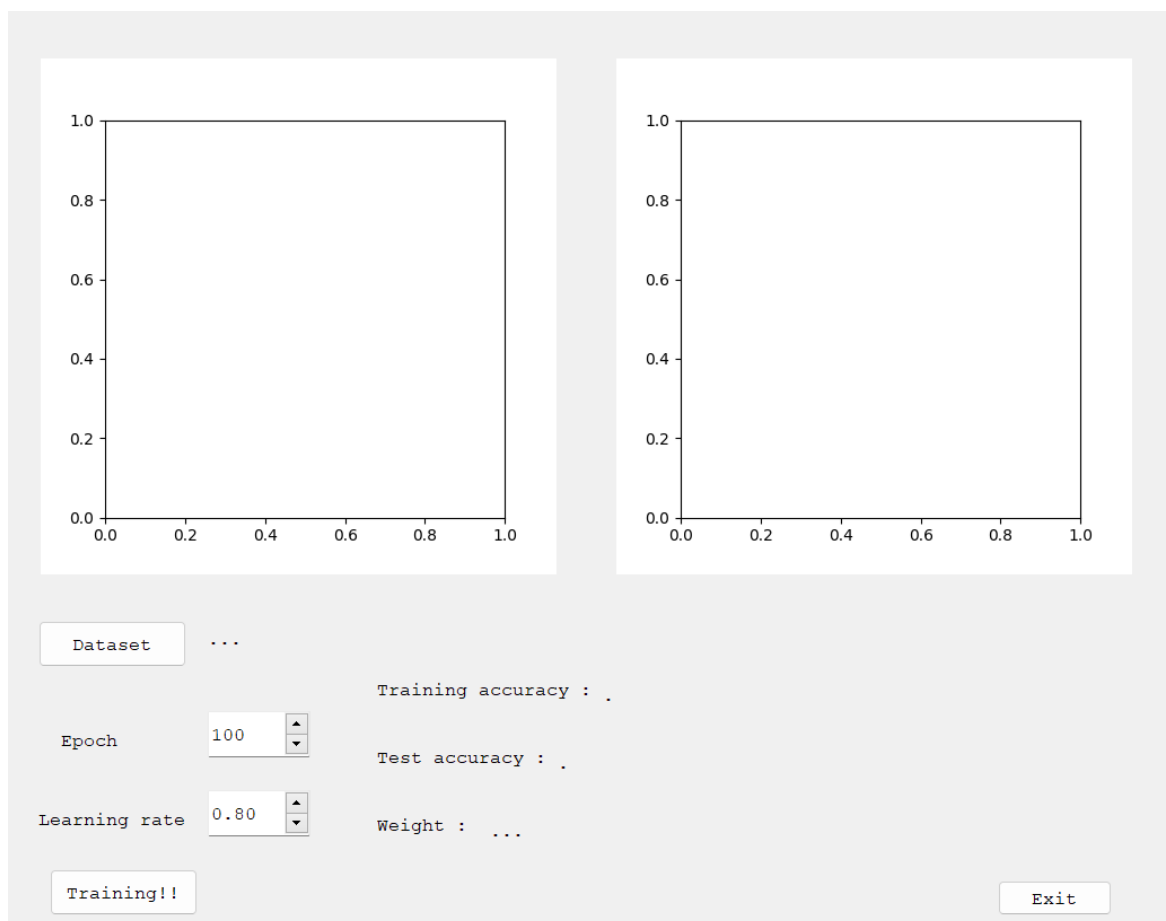 1.0
0.8
0.6
0.4
0.2
0.0
0.0 0.2 0.4 0.6 0.8 1.0
1.0
0.8
0.6
0.4
0.2
0.0
0.0 0.2 0.4 0.6 0.8 1.0
Dataset ...
Training accuracy : .
Epoch 100
Test accuracy : .
Learning rate 0.80
Weight : ...
Training!!
Exit